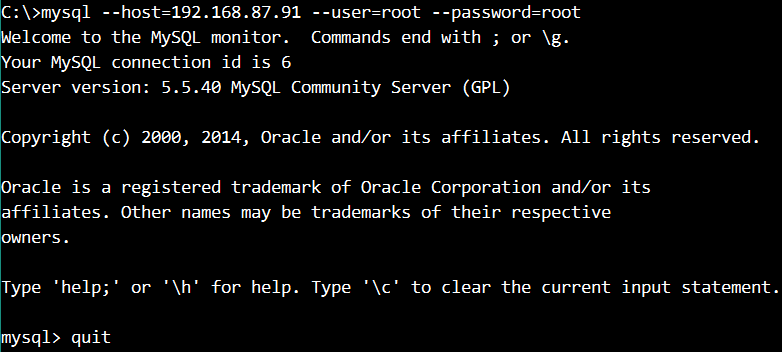 C:\>mysql --host=192.168.87.91 --user=root --password=root
Welcome to the MySQL monitor.  Commands end with ; or \g.
Your MySQL connection id is 6
Server version: 5.5.40 MySQL Community Server (GPL)
Copyright (c) 2000, 2014, Oracle and/or its affiliates. All rights reserved.
Oracle is a registered trademark of Oracle Corporation and/or its
affiliates. Other names may be trademarks of their respective
owners.
Type 'help;' or '\h' for help. Type '\c' to clear the current input statement.
mysql> quit